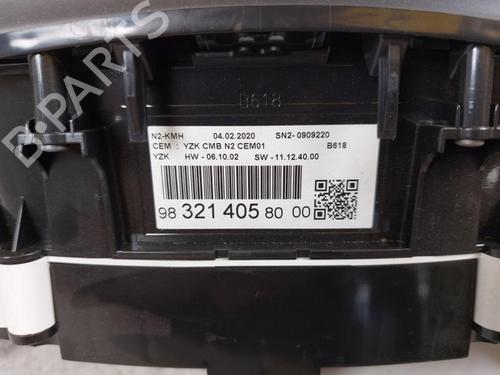 B618
N2-KMH 04.02.2020 SN2- 0909220
CEM : YZK CMB N2 CEM01 B618
YZK HW - 06.10.02 SW - 11.12.40.00
98 321 405 80 00
B-PARTS